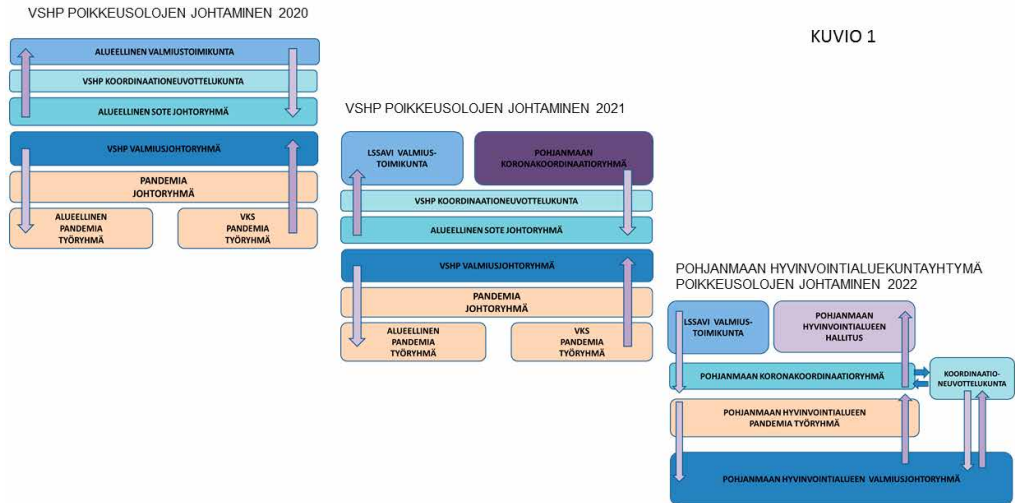 VSHP POIKKEUSOLOJEN JOHTAMINEN 2020
ALUEELLINEN VALMIUSTOIMIKUNTA
VSHP KOORDINAATIONEUVOTTELUKUNTA
ALUEELLINEN SOTE JOHTORYHMÄ
VSHP VALMIUSJOHTORYHMÄ
PANDEMIA
JOHTORYHMÄ
ALUEELLINEN
PANDEMIA
TYÖRYHMÄ
VKS
PANDEMIA
TYÖRYHMÄ
KUVIO 1
VSHP POIKKEUSOLOJEN JOHTAMINEN 2021
LSSAVI VALMIUS-
TOIMIKUNTA
POHJANMAAN
KORONAKOORDINAATIORYHMÄ
VSHP KOORDINAATIONEUVOTTELUKUNTA
ALUEELLINEN SOTE JOHTORYHMÄ
VSHP VALMIUSJOHTORYHMÄ
PANDEMIA
JOHTORYHMÄ
ALUEELLINEN
PANDEMIA
TYÖRYHMÄ
VKS
PANDEMIA
TYÖRYHMÄ
POHJANMAAN HYVINVOINTIALUEKUNTAYHTYMÄ
POIKKEUSOLOJEN JOHTAMINEN 2022
LSSAVI VALMIUS-
TOIMIKUNTA
POHJANMAAN
HYVINVOINTIALUEEN
HALLITUS
POHJANMAAN KORONAKOORDINAATIORYHMÄ
KOORDINAATIO-
NEUVOTTELUKUNTA
POHJANMAAN HYVINVOINTIALUEEN
PANDEMIA TYÖRYHMÄ
POHJANMAAN HYVINVOINTIALUEEN VALMIUSJOHTORYHMÄ